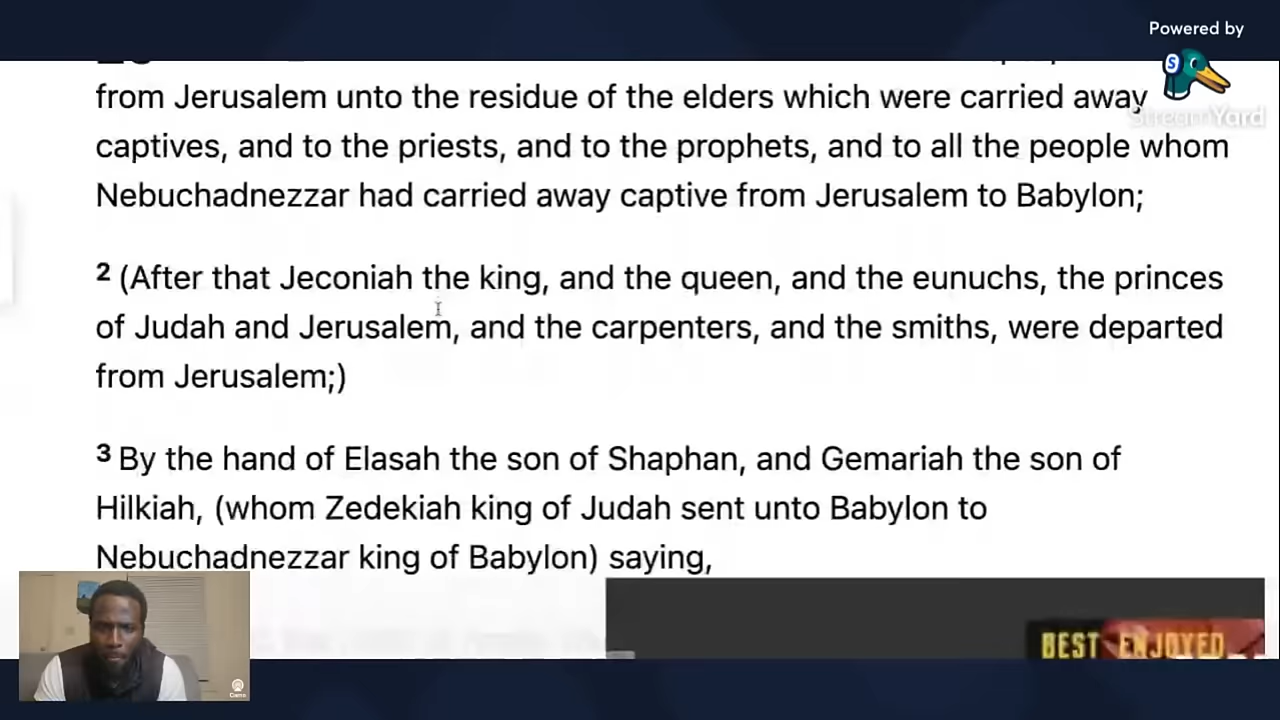 Powered by
from Jerusalem unto the residue of the elders which were carried away
StreamYard
captives, and to the priests, and to the prophets, and to all the people whom
Nebuchadnezzar had carried away captive from Jerusalem to Babylon;
2 (After that Jeconiah the king, and the queen, and the eunuchs, the princes
of Judah and Jerusalem, and the carpenters, and the smiths, were departed
from Jerusalem;)
3 By the hand of Elasah the son of Shaphan, and Gemariah the son of
Hilkiah, (whom Zedekiah king of Judah sent unto Babylon to
Nebuchadnezzar king of Babylon) saying,
BEST ENJOYED
Camo